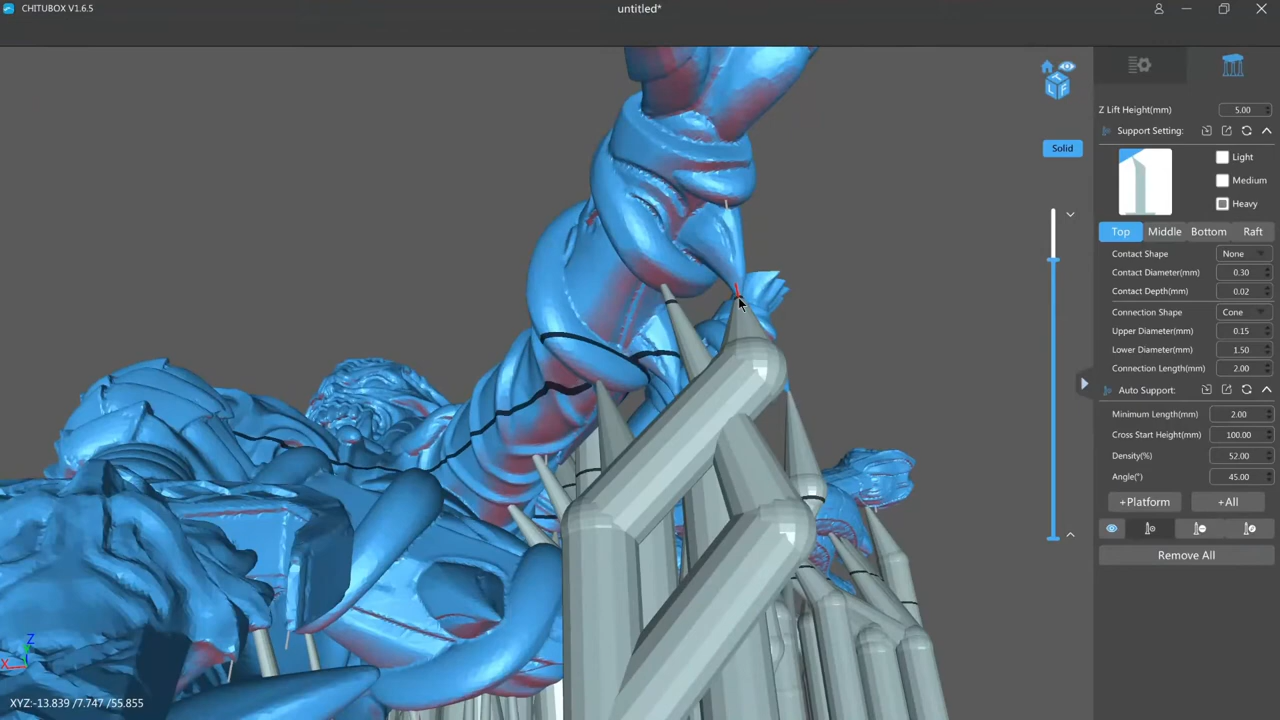 CHITUBOX V1.6.5
untitled*
Z Lift Height(mm) 5.00
Support Setting:
Light
Medium
Heavy
Solid
Top Middle Bottom Raft
Contact Shape None
Contact Diameter(mm) 0.30
Contact Depth(mm) 0.02
Connection Shape Cone
Upper Diameter(mm) 0.15
Lower Diameter(mm) 1.50
Connection Length(mm) 2.00
Auto Support:
Minimum Length(mm) 2.00
Cross Start Height(mm) 100.00
Density(%) 52.00
Angle(°) 45.00
+Platform +All
Remove All
T
L F
Z
X
XYZ:-13.839 /7.747 /55.855